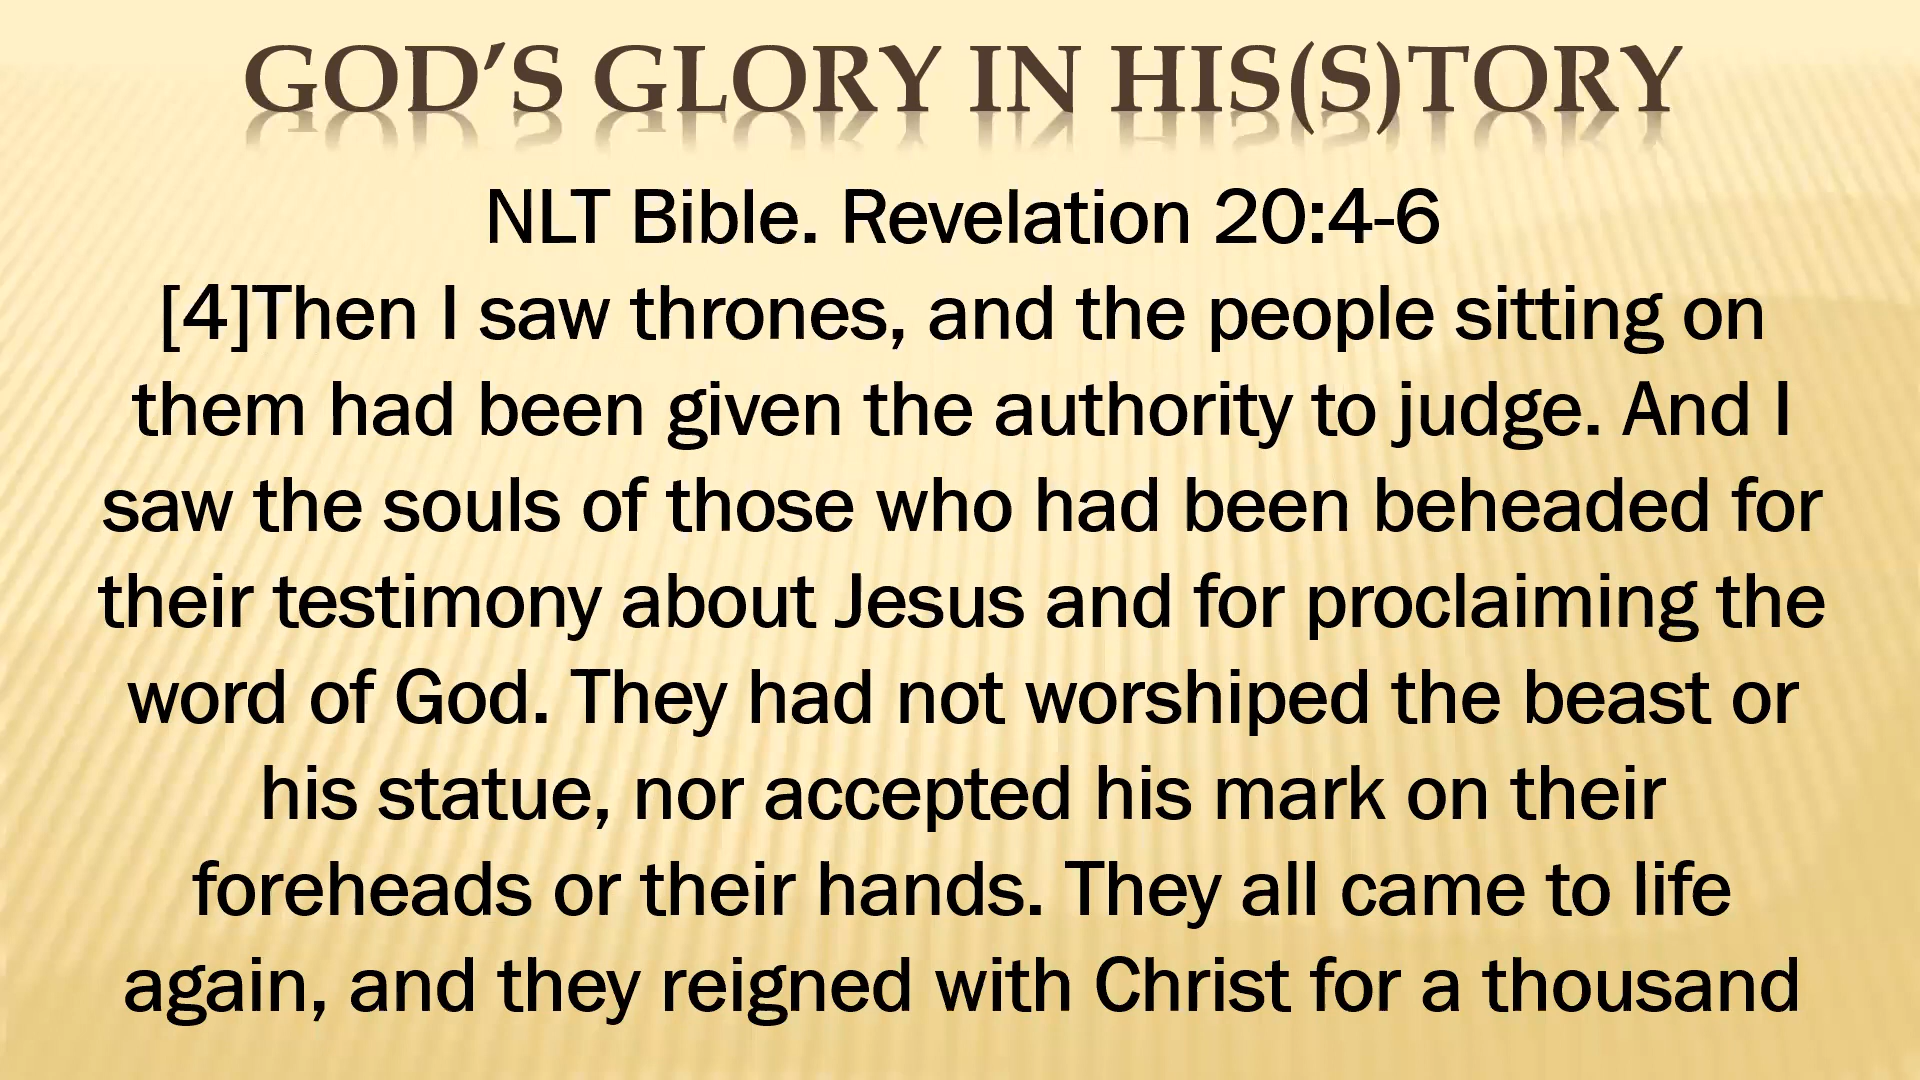 GOD’S GLORY IN HIS(S)TORY
NLT Bible. Revelation 20:4-6
[4]Then I saw thrones, and the people sitting on
them had been given the authority to judge. And I
saw the souls of those who had been beheaded for
their testimony about Jesus and for proclaiming the
word of God. They had not worshiped the beast or
his statue, nor accepted his mark on their
foreheads or their hands. They all came to life
again, and they reigned with Christ for a thousand